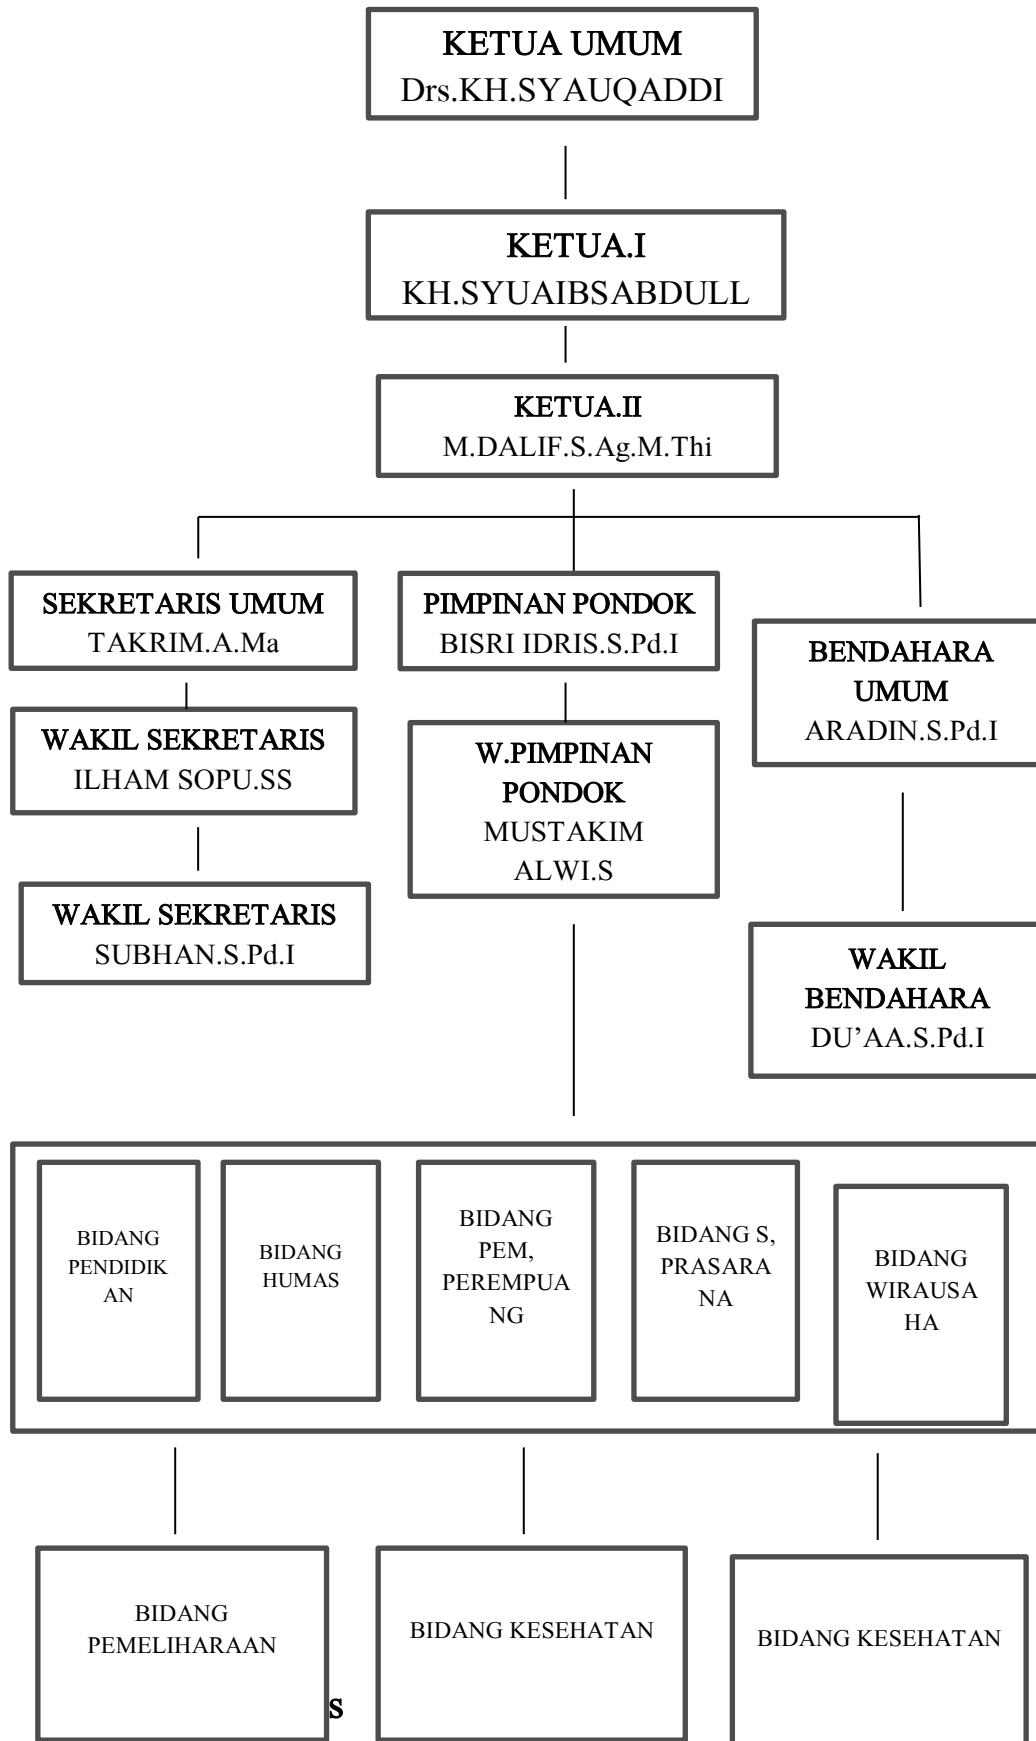 KETUA UMUM
Drs.KH.SYAUQADDI
KETUA.I
KH.SYUAIBSABDULL
KETUA.II
M.DALIF.S.Ag.M.Thi
SEKRETARIS UMUM
TAKRIM.A.Ma
PIMPINAN PONDOK
BISRI IDRIS.S.Pd.I
BENDAHARA
UMUM
ARADIN.S.Pd.I
WAKIL SEKRETARIS
ILHAM SOPU.SS
W.PIMPINAN
PONDOK
MUSTAKIM
ALWI.S
WAKIL SEKRETARIS
SUBHAN.S.Pd.I
WAKIL
BENDAHARA
DU’AA.S.Pd.I
BIDANG
PENDIDIK
AN
BIDANG
HUMAS
BIDANG
PEM,
PEREMPUA
NG
BIDANG S,
PRASARA
NA
BIDANG
WIRAUSA
HA
BIDANG
PEMELIHARAAN
BIDANG KESEHATAN
BIDANG KESEHATAN
S